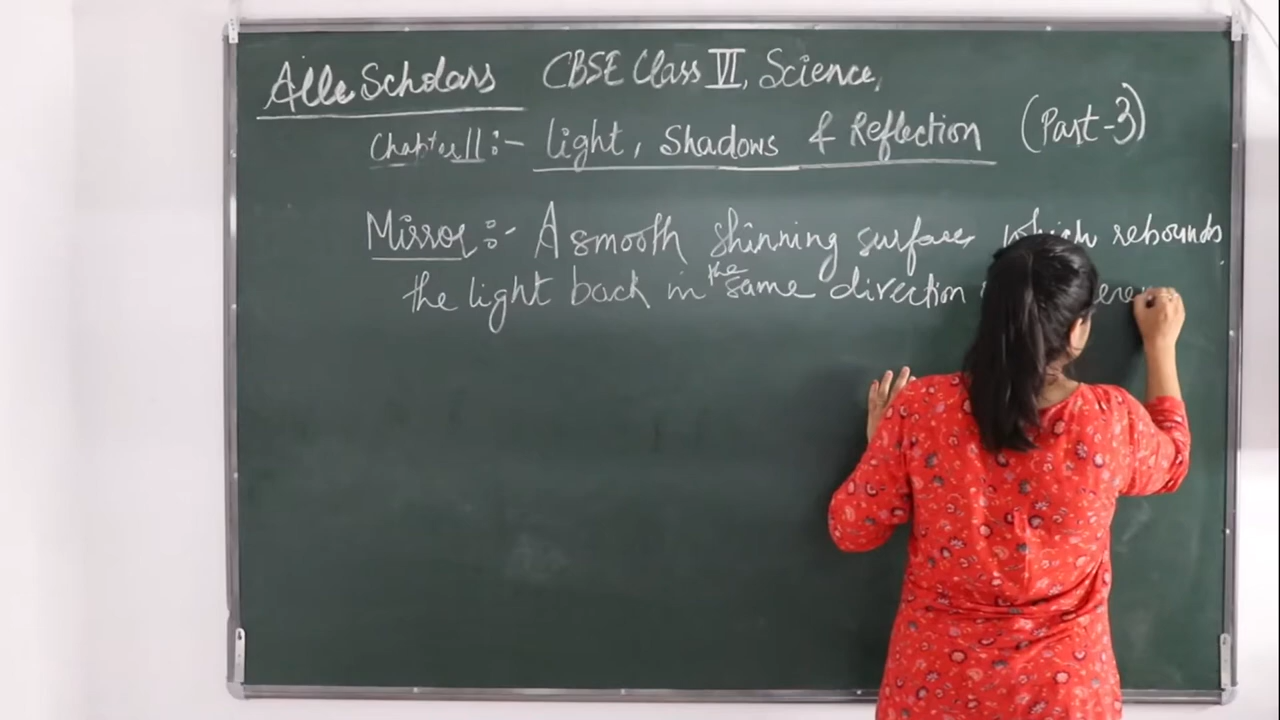 Alle Scholars CBSE Class VI, Science,
Chapter 11 :- Light, Shadows & Reflection (Part-3)
Mirror :- A smooth shinning surface, which rebounds
the light back in the same direction